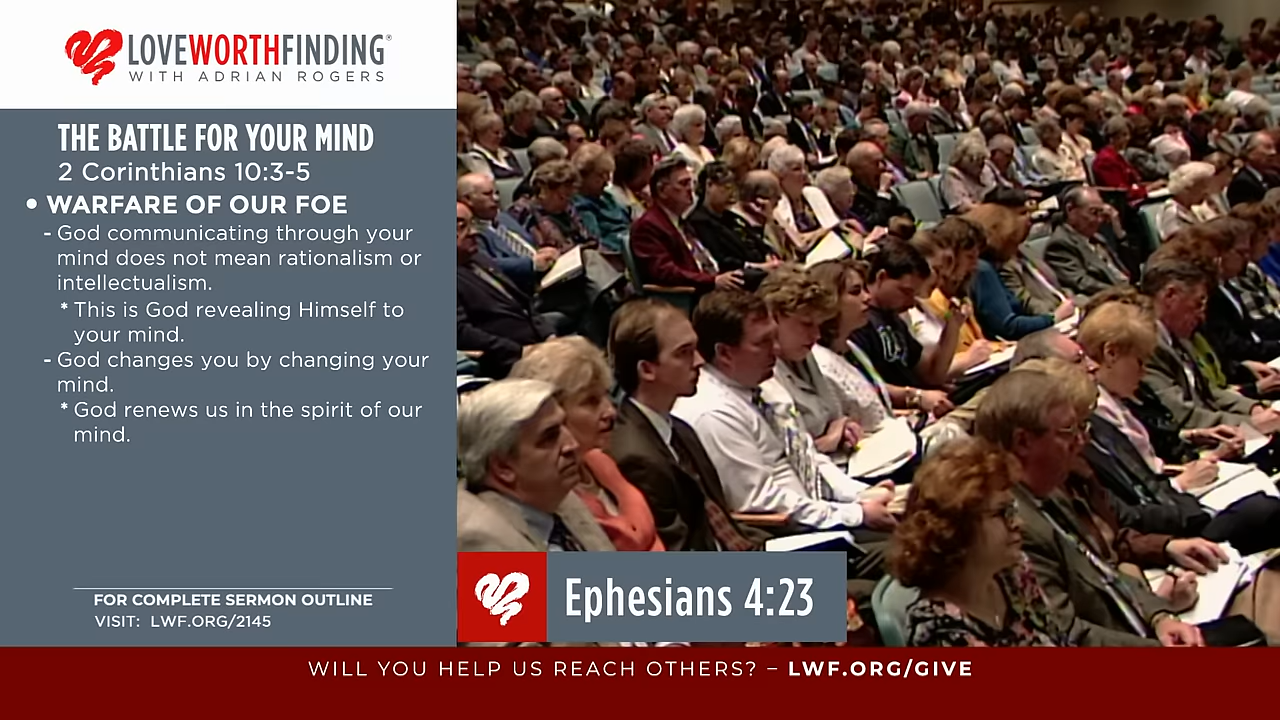 LOVEWORTHFINDING®
WITH ADRIAN ROGERS
THE BATTLE FOR YOUR MIND
2 Corinthians 10:3-5
• WARFARE OF OUR FOE
- God communicating through your
mind does not mean rationalism or
intellectualism.
* This is God revealing Himself to
your mind.
- God changes you by changing your
mind.
* God renews us in the spirit of our
mind.
FOR COMPLETE SERMON OUTLINE
VISIT: LWF.ORG/2145
Ephesians 4:23
WILL YOU HELP US REACH OTHERS? – LWF.ORG/GIVE